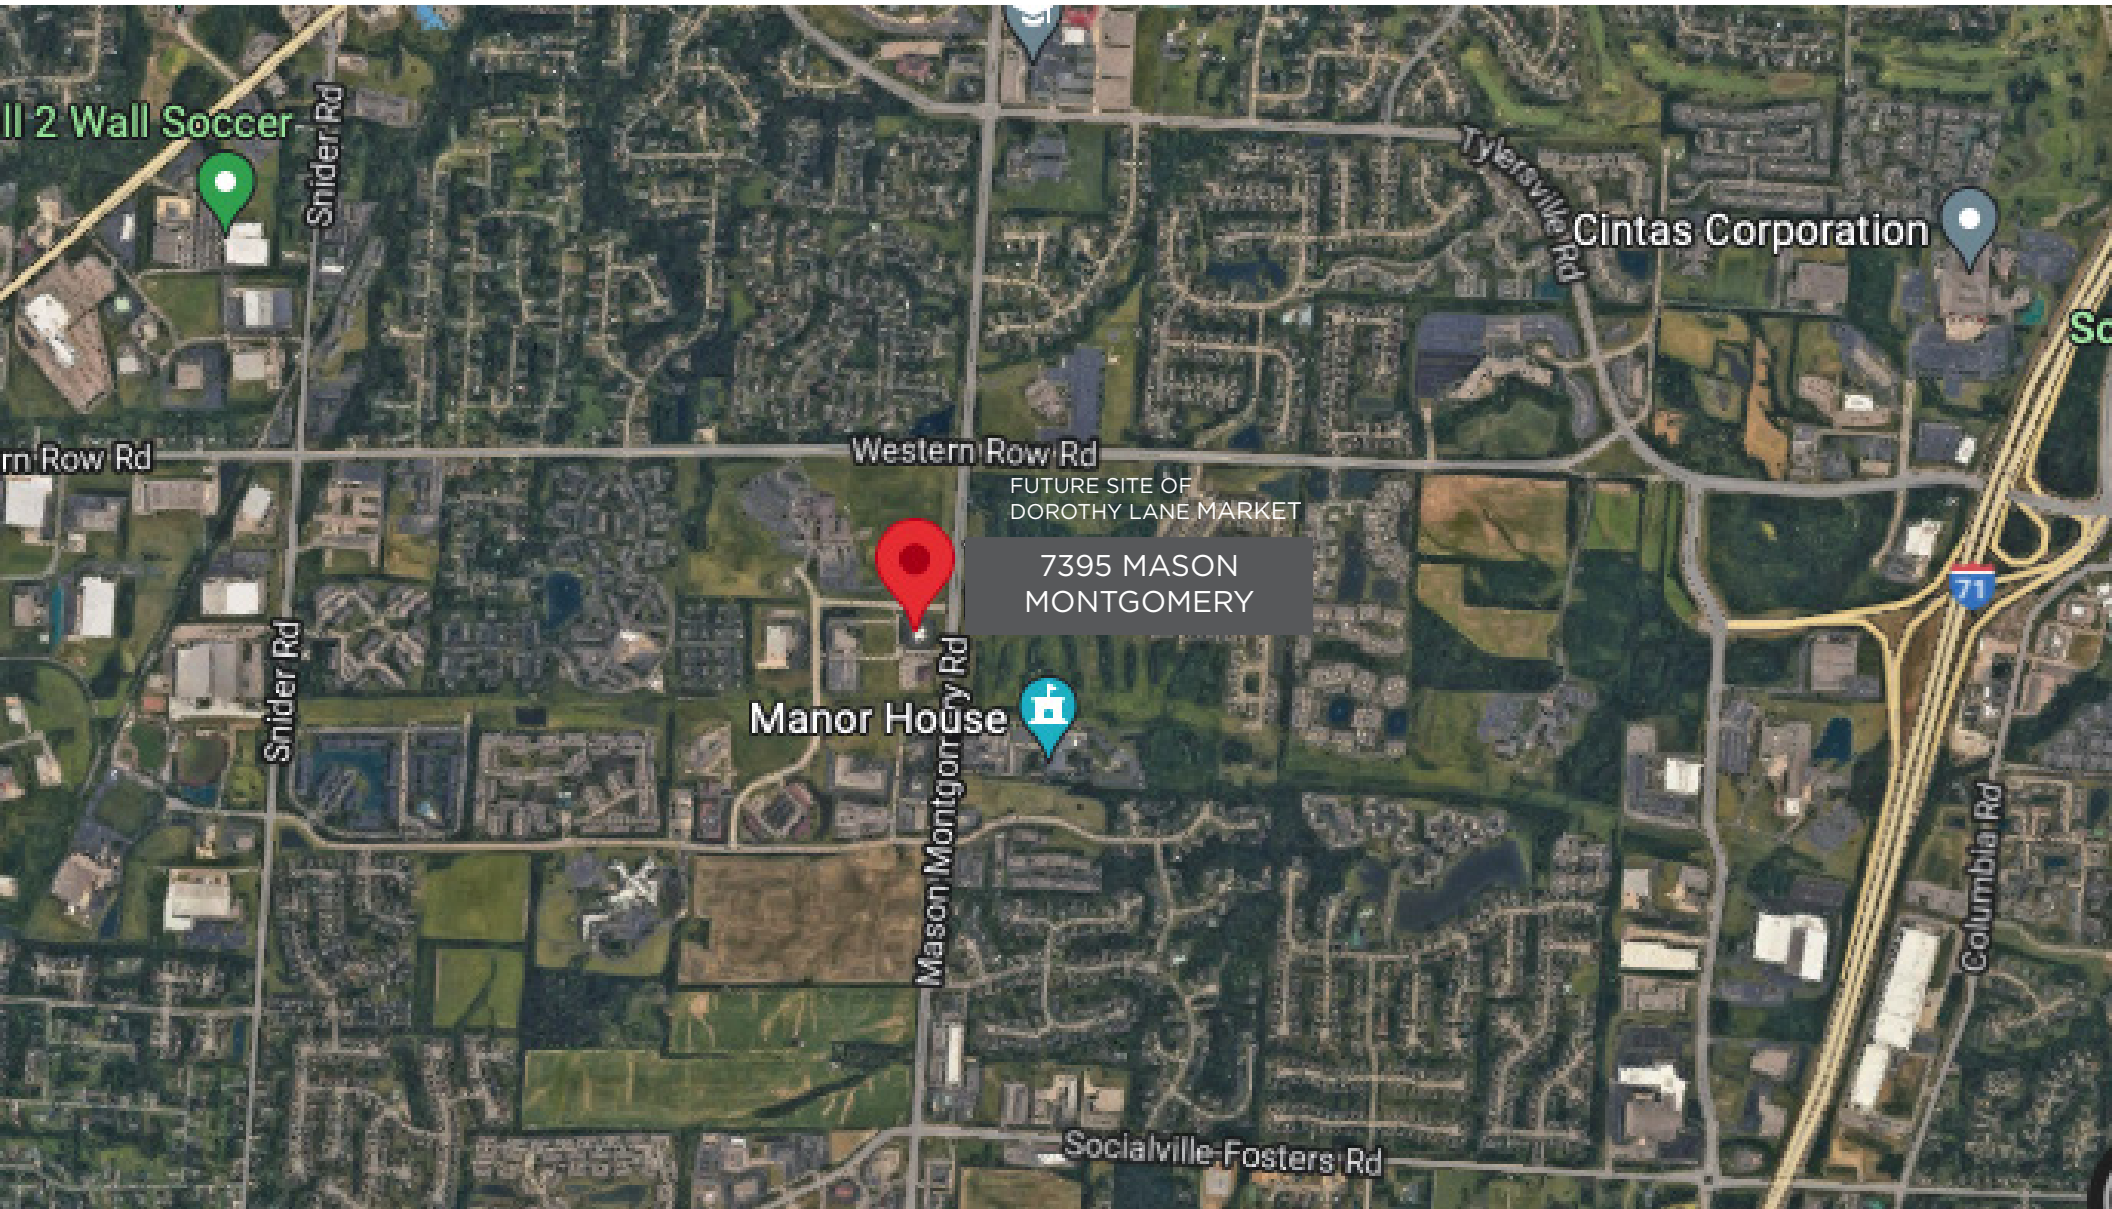 ll 2 Wall Soccer
Snider Rd
Tylersville Rd
Cintas Corporation
So
rn Row Rd
Western Row Rd
FUTURE SITE OF
DOROTHY LANE MARKET
7395 MASON
MONTGOMERY
71
Snider Rd
Manor House
Mason Montgomery Rd
Columbia Rd
Socialville-Fosters Rd